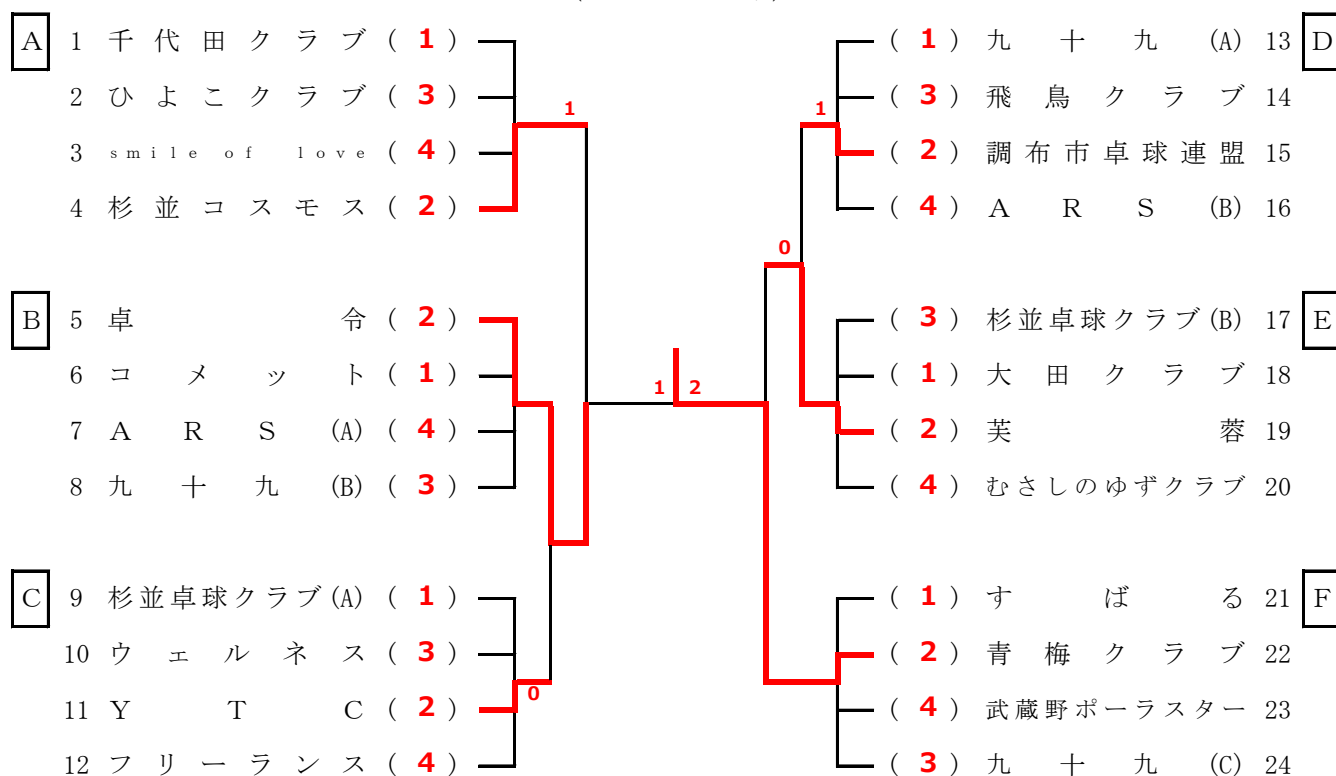 A 1 千代田クラブ ( 1 )
2 ひよこクラブ ( 3 )
1
3 smile of love ( 4 )
4 杉並コスモス ( 2 )
B 5 卓令 ( 2 )
6 コメット ( 1 )
7 ARS (A) ( 4 )
8 九十九 (B) ( 3 )
C 9 杉並卓球クラブ(A) ( 1 )
10 ウェルネス ( 3 )
0
11 YTC ( 2 )
12 フリーランス ( 4 )
1 2
( 1 ) 九十九 (A) 13 D
( 3 ) 飛鳥クラブ 14
1
( 2 ) 調布市卓球連盟 15
( 4 ) ARS (B) 16
0
( 3 ) 杉並卓球クラブ(B) 17 E
( 1 ) 大田クラブ 18
( 2 ) 芙蓉 19
( 4 ) むさしのゆずクラブ 20
( 1 ) すばる 21 F
( 2 ) 青梅クラブ 22
( 4 ) 武蔵野ポーラスター 23
( 3 ) 九十九 (C) 24